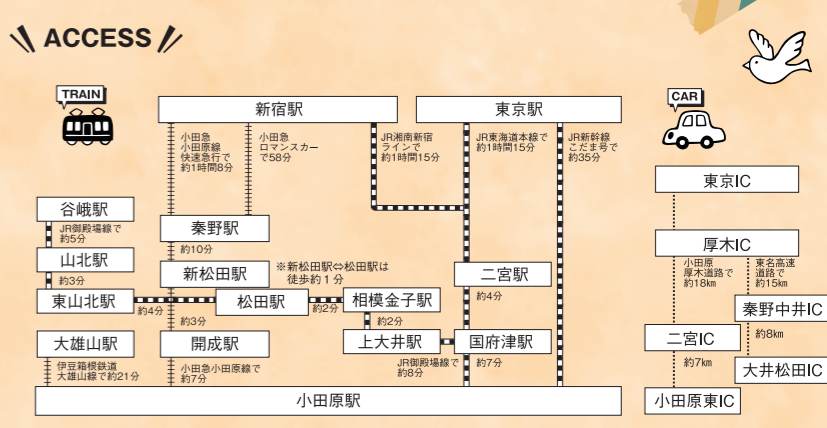 ACCESS
TRAIN
新宿駅
東京駅
小田急
小田原線
快速急行で
約1時間8分
小田急
ロマンスカー
で58分
JR湘南新宿
ラインで
約1時間15分
JR東海道本線で
約1時間15分
JR新幹線
こだま号で
約35分
谷峨駅
JR御殿場線で
約5分
山北駅
約3分
東山北駅
約4分
秦野駅
約10分
新松田駅
※新松田駅⇔松田駅は
徒歩約1分
松田駅
約2分
相模金子駅
約2分
上大井駅
JR御殿場線で
約8分
二宮駅
約4分
国府津駅
約7分
約3分
大雄山駅
伊豆箱根鉄道
大雄山線で約21分
開成駅
小田急小田原線で
約7分
小田原駅
CAR
東京IC
厚木IC
小田原
厚木道路で
約18km
東名高速
道路で
約15km
秦野中井IC
約8km
二宮IC
約7km
大井松田IC
小田原東IC